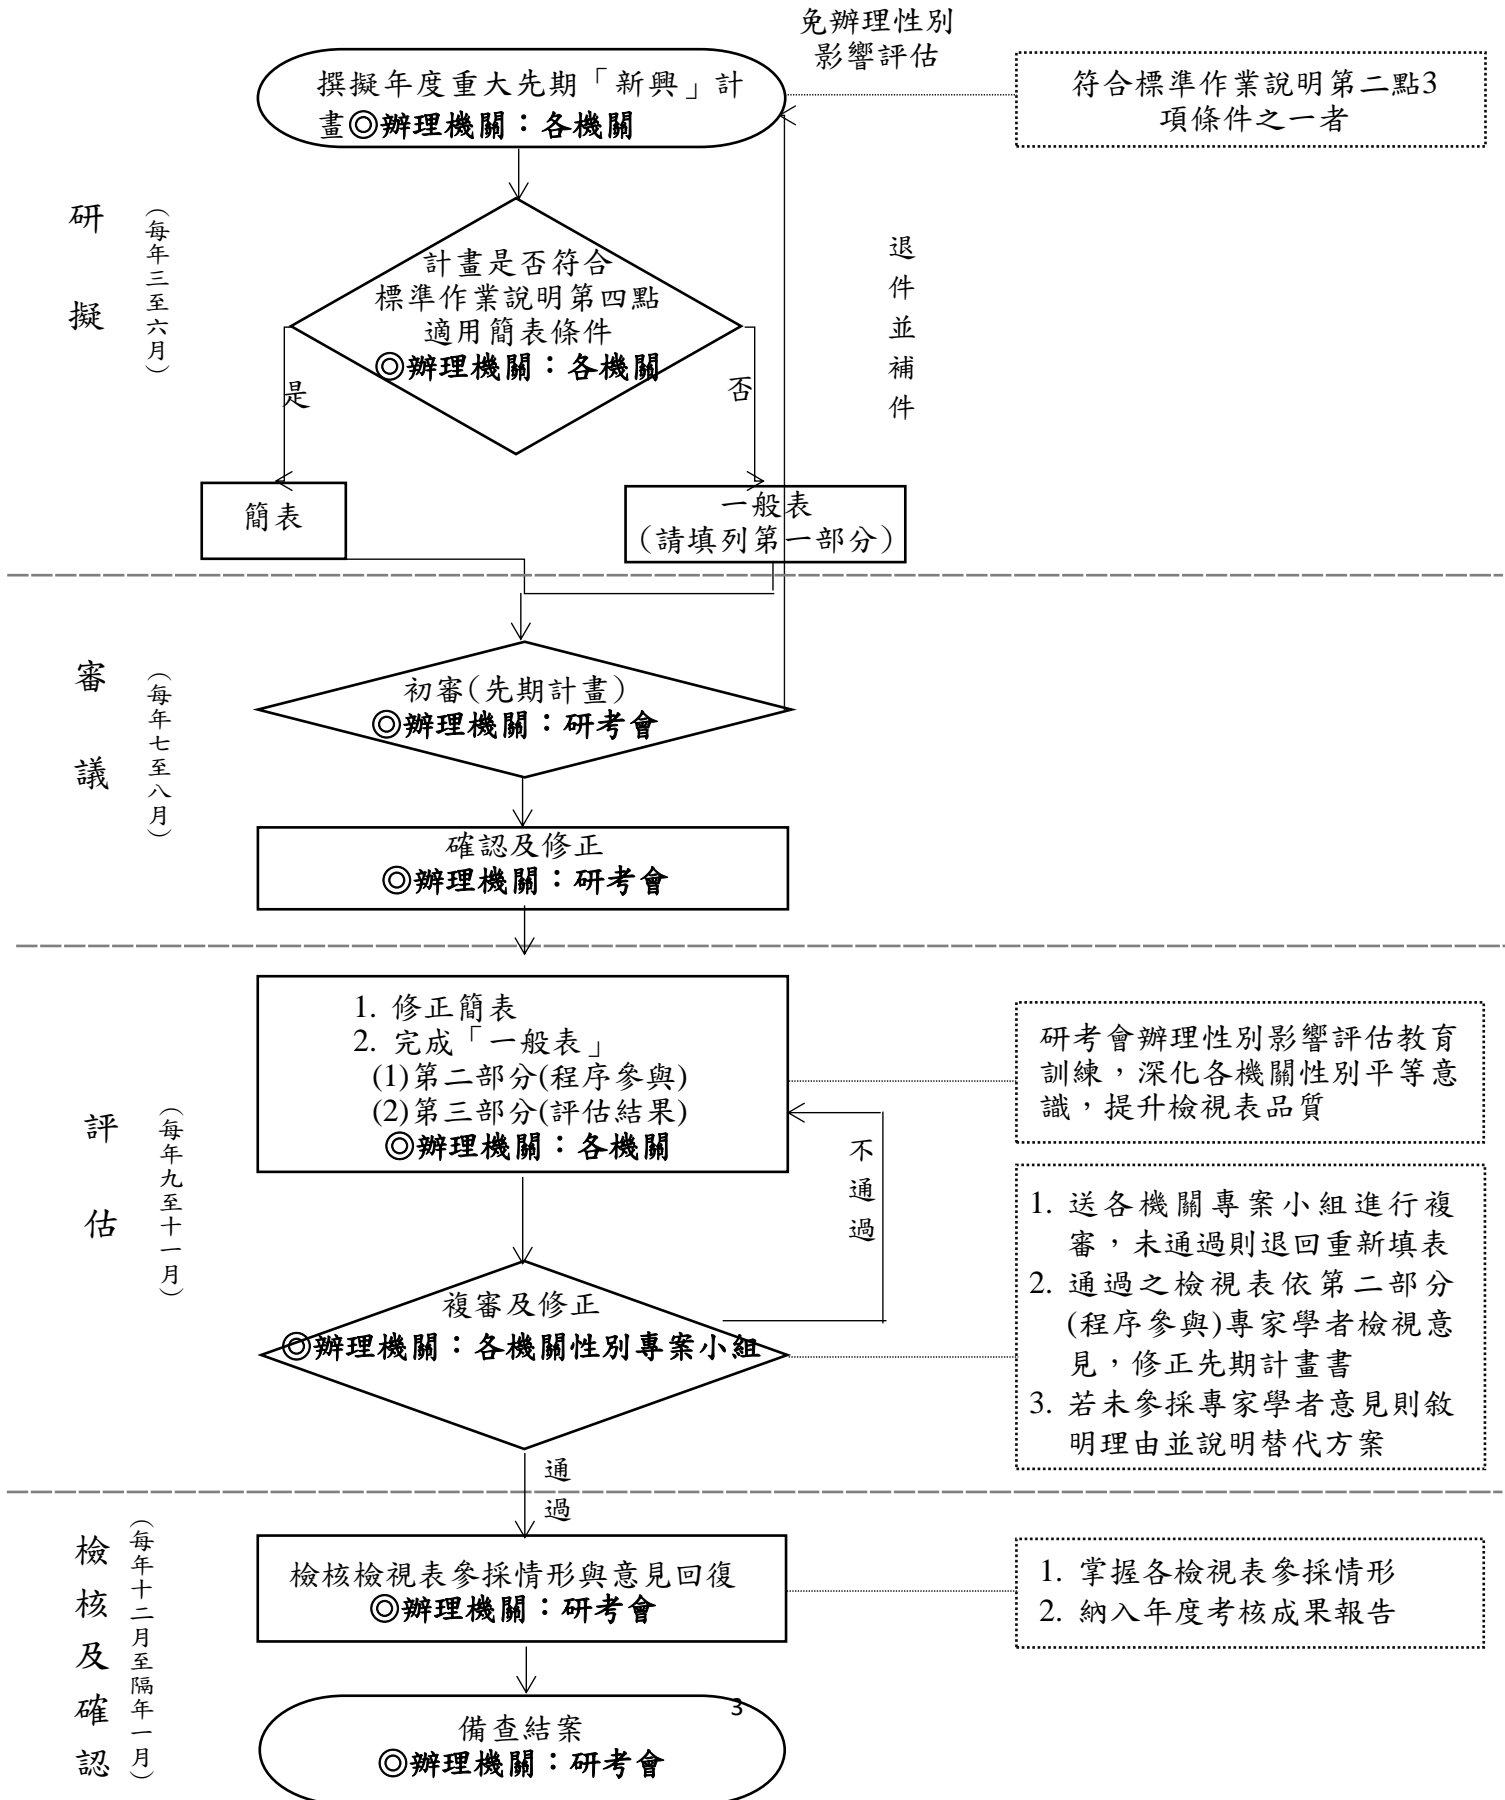 免辦理性別
影響評估
撰擬年度重大先期「新興」計
畫◎辦理機關：各機關
符合標準作業說明第二點3
項條件之一者
研擬
（每年三至六月）
計畫是否符合
標準作業說明第四點
適用簡表條件
◎辦理機關：各機關
是
否
退件並補件
簡表
一般表
（請填列第一部分）
審議
（每年七至八月）
初審(先期計畫)
◎辦理機關：研考會
確認及修正
◎辦理機關：研考會
評估
（每年九至十一月）
1. 修正簡表
2. 完成「一般表」
(1)第二部分(程序參與)
(2)第三部分(評估結果)
◎辦理機關：各機關
研考會辦理性別影響評估教育
訓練，深化各機關性別平等意
識，提升檢視表品質
不通過
1. 送各機關專案小組進行複
審，未通過則退回重新填表
2. 通過之檢視表依第二部分
(程序參與)專家學者檢視意
見，修正先期計畫書
3. 若未參採專家學者意見則敘
明理由並說明替代方案
複審及修正
◎辦理機關：各機關性別專案小組
通過
檢核及確認
（每年十二月至隔年一月）
檢核檢視表參採情形與意見回復
◎辦理機關：研考會
1. 掌握各檢視表參採情形
2. 納入年度考核成果報告
3
備查結案
◎辦理機關：研考會